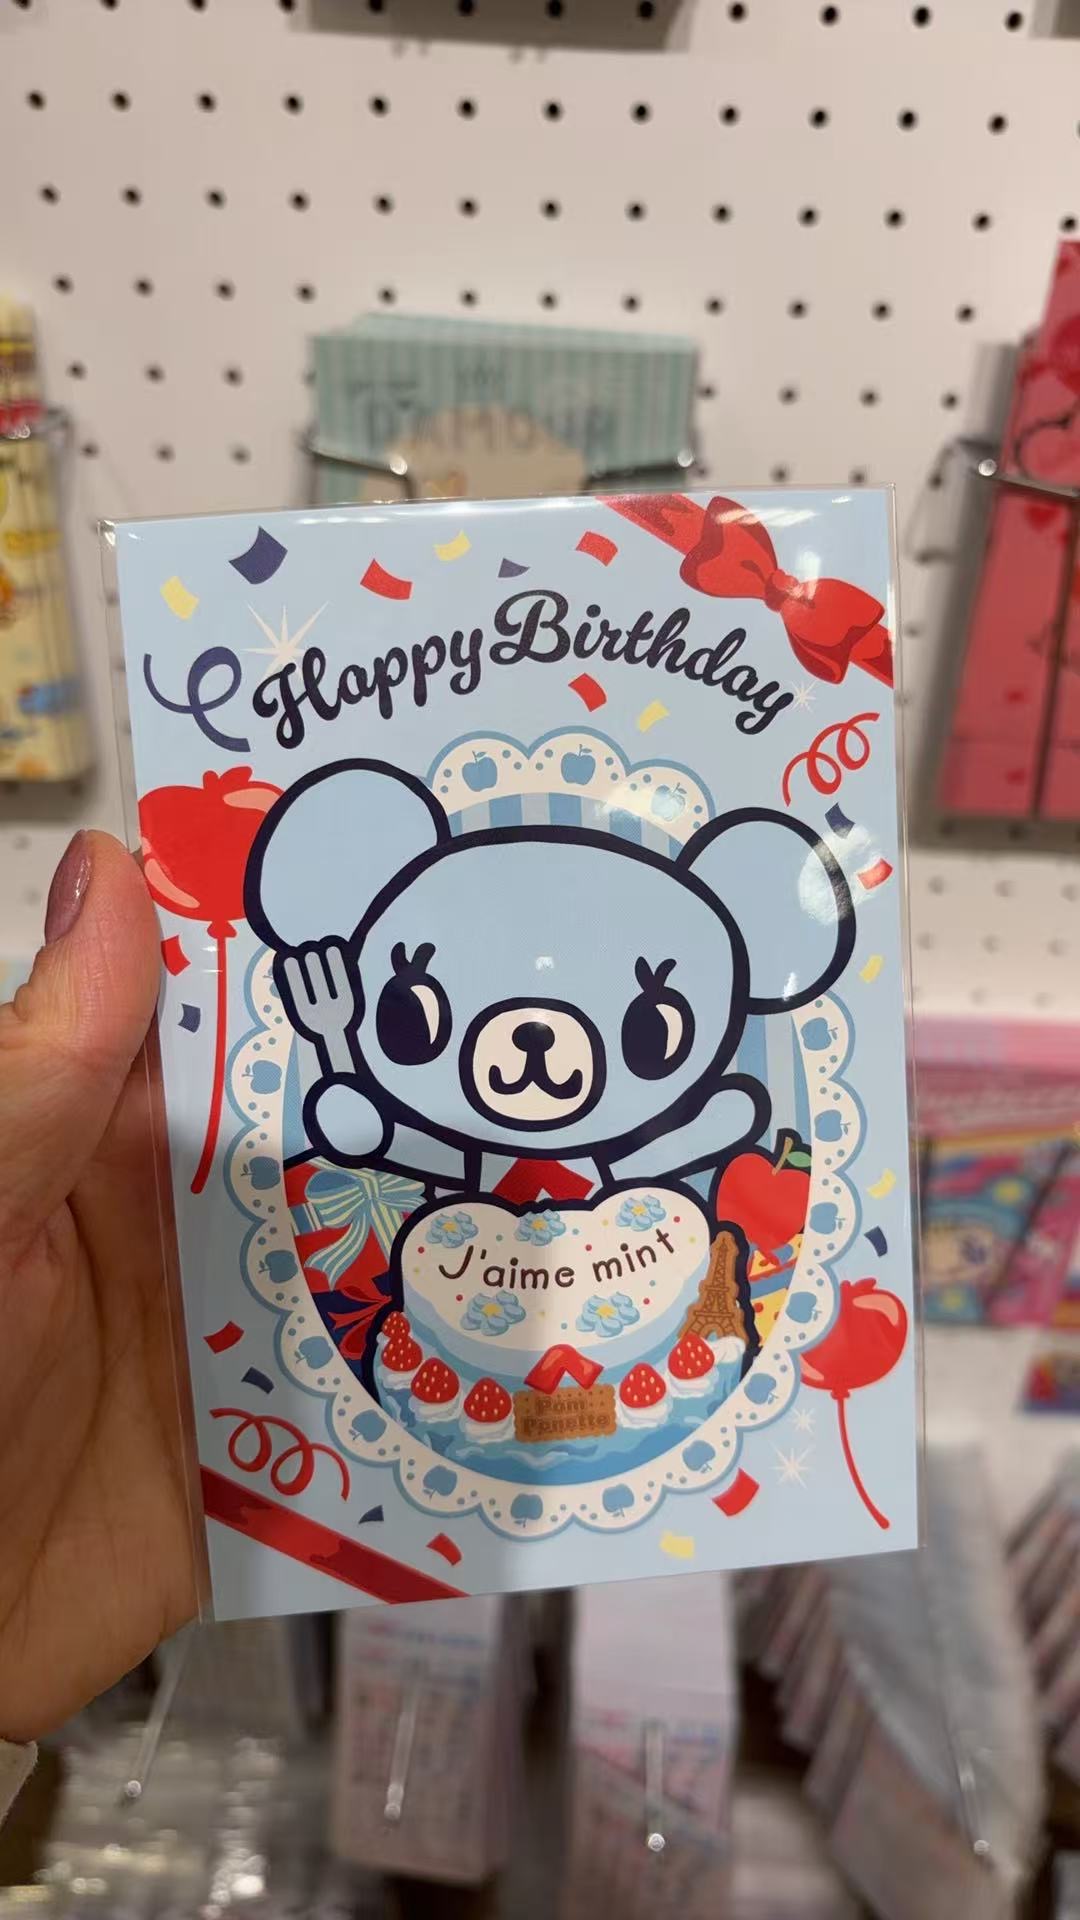 Happy Birthday
J'aime mint
Pom-
Ponette